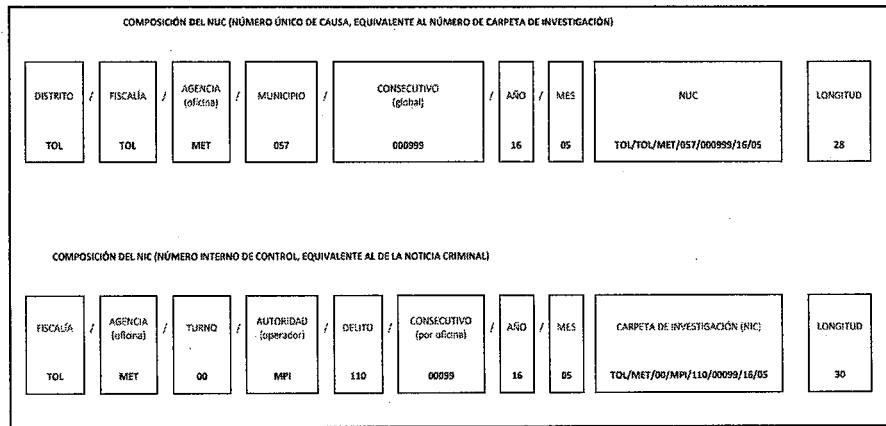 COMPOSICIÓN DEL NUC (NÚMERO ÚNICO DE CAUSA, EQUIVALENTE AL NÚMERO DE CARPETA DE INVESTIGACIÓN)
DISTRITO / FISCALÍA / AGENCIA (oficina) / MUNICIPIO / CONSECUTIVO (global) / AÑO / MES NUC LONGITUD
TOL TOL MET 057 000999 16 05 TOL/TOL/MET/057/000999/16/05 28
COMPOSICIÓN DEL NIC (NÚMERO INTERNO DE CONTROL, EQUIVALENTE AL DE LA NOTICIA CRIMINAL)
FISCALÍA / AGENCIA (oficina) / TURNO / AUTORIDAD (operador) / DELITO / CONSECUTIVO (por oficina) / AÑO / MES CARPETA DE INVESTIGACIÓN (NIC) LONGITUD
TOL MET 00 MPI 110 00099 16 05 TOL/MET/00/MPI/110/00099/16/05 30